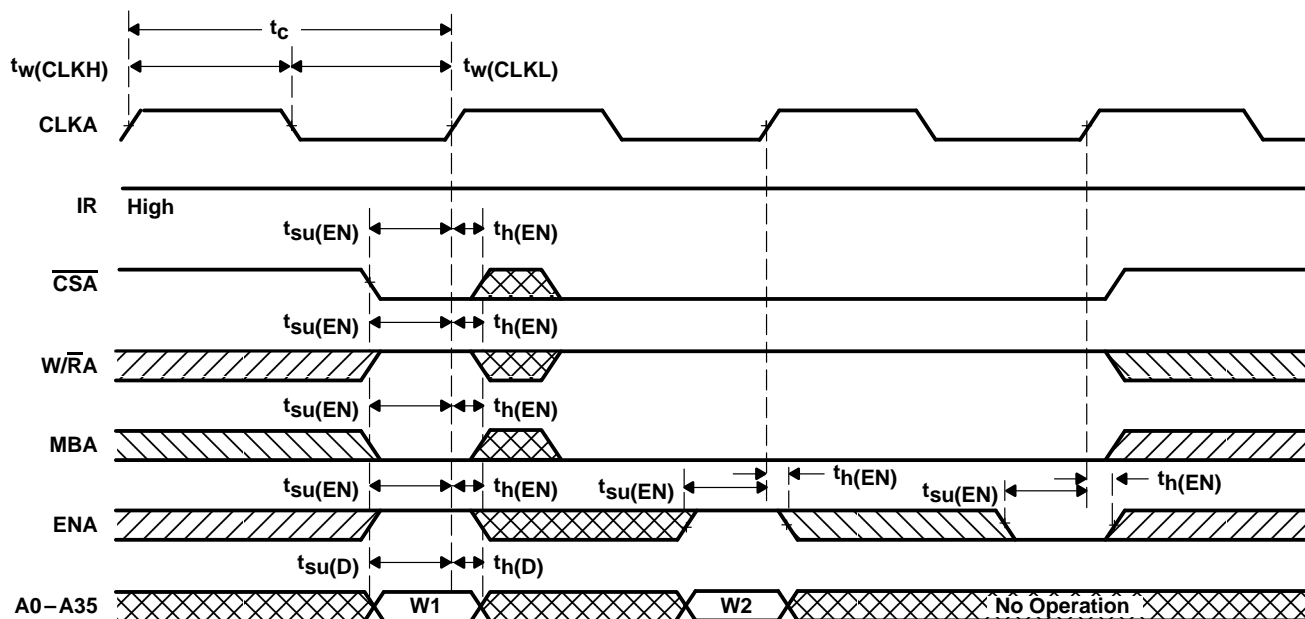 tc
tw(CLKH)
tw(CLKL)
CLKA
IR
High
tsu(EN)
th(EN)
CSA
tsu(EN)
th(EN)
W/RA
tsu(EN)
th(EN)
MBA
tsu(EN)
th(EN)
tsu(EN)
th(EN)
tsu(EN)
th(EN)
ENA
tsu(D)
th(D)
A0–A35
W1
W2
No Operation